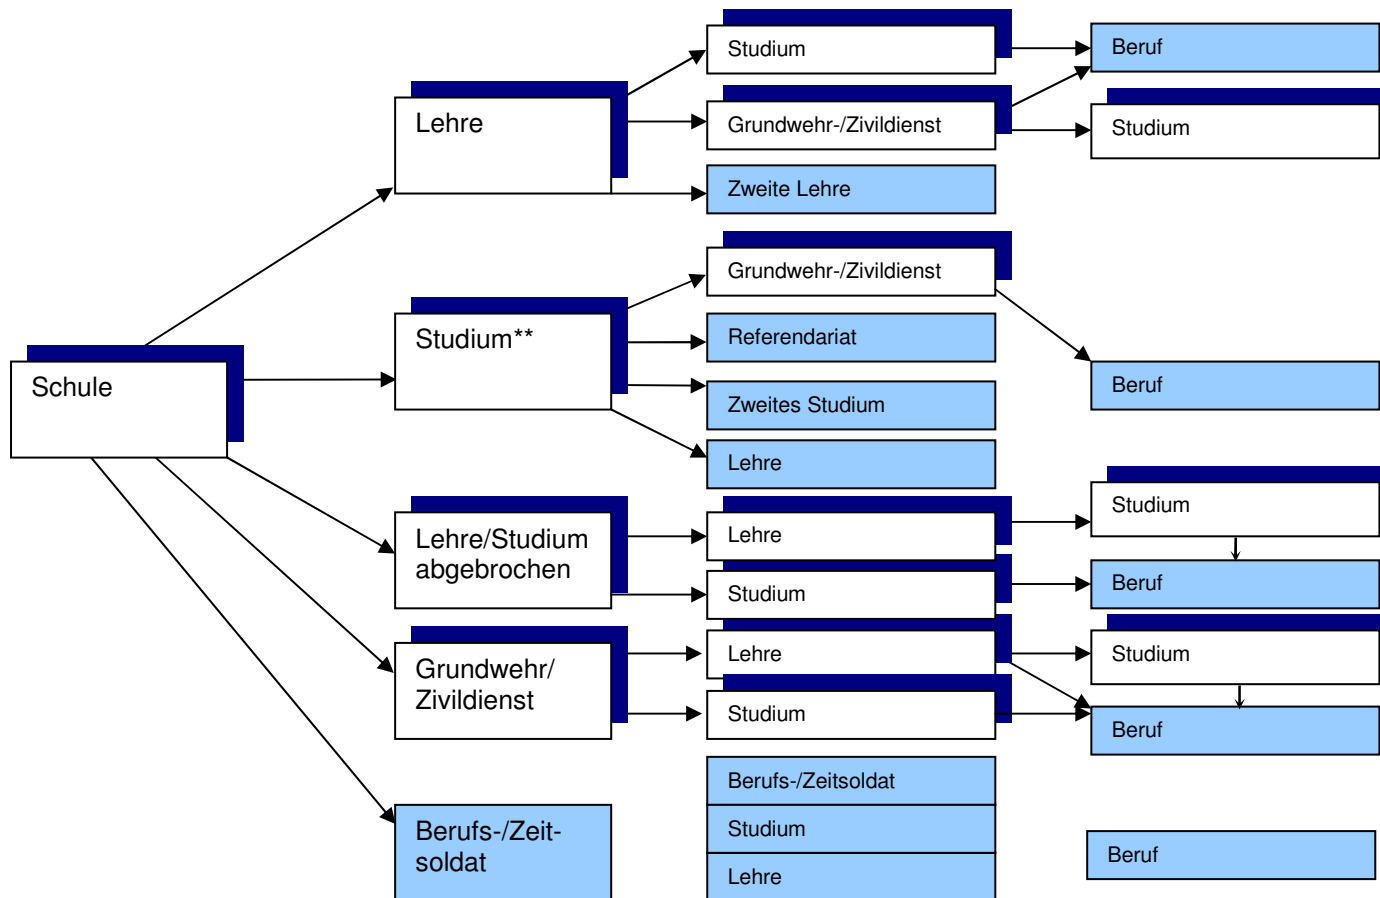 Schule
Lehre
Studium**
Lehre/Studium
abgebrochen
Grundwehr/
Zivildienst
Berufs-/Zeit-
soldat
Studium
Grundwehr-/Zivildienst
Zweite Lehre
Grundwehr-/Zivildienst
Referendariat
Zweites Studium
Lehre
Lehre
Studium
Lehre
Studium
Berufs-/Zeitsoldat
Studium
Lehre
Beruf
Studium
Beruf
Studium
Beruf
Studium
Beruf
Beruf